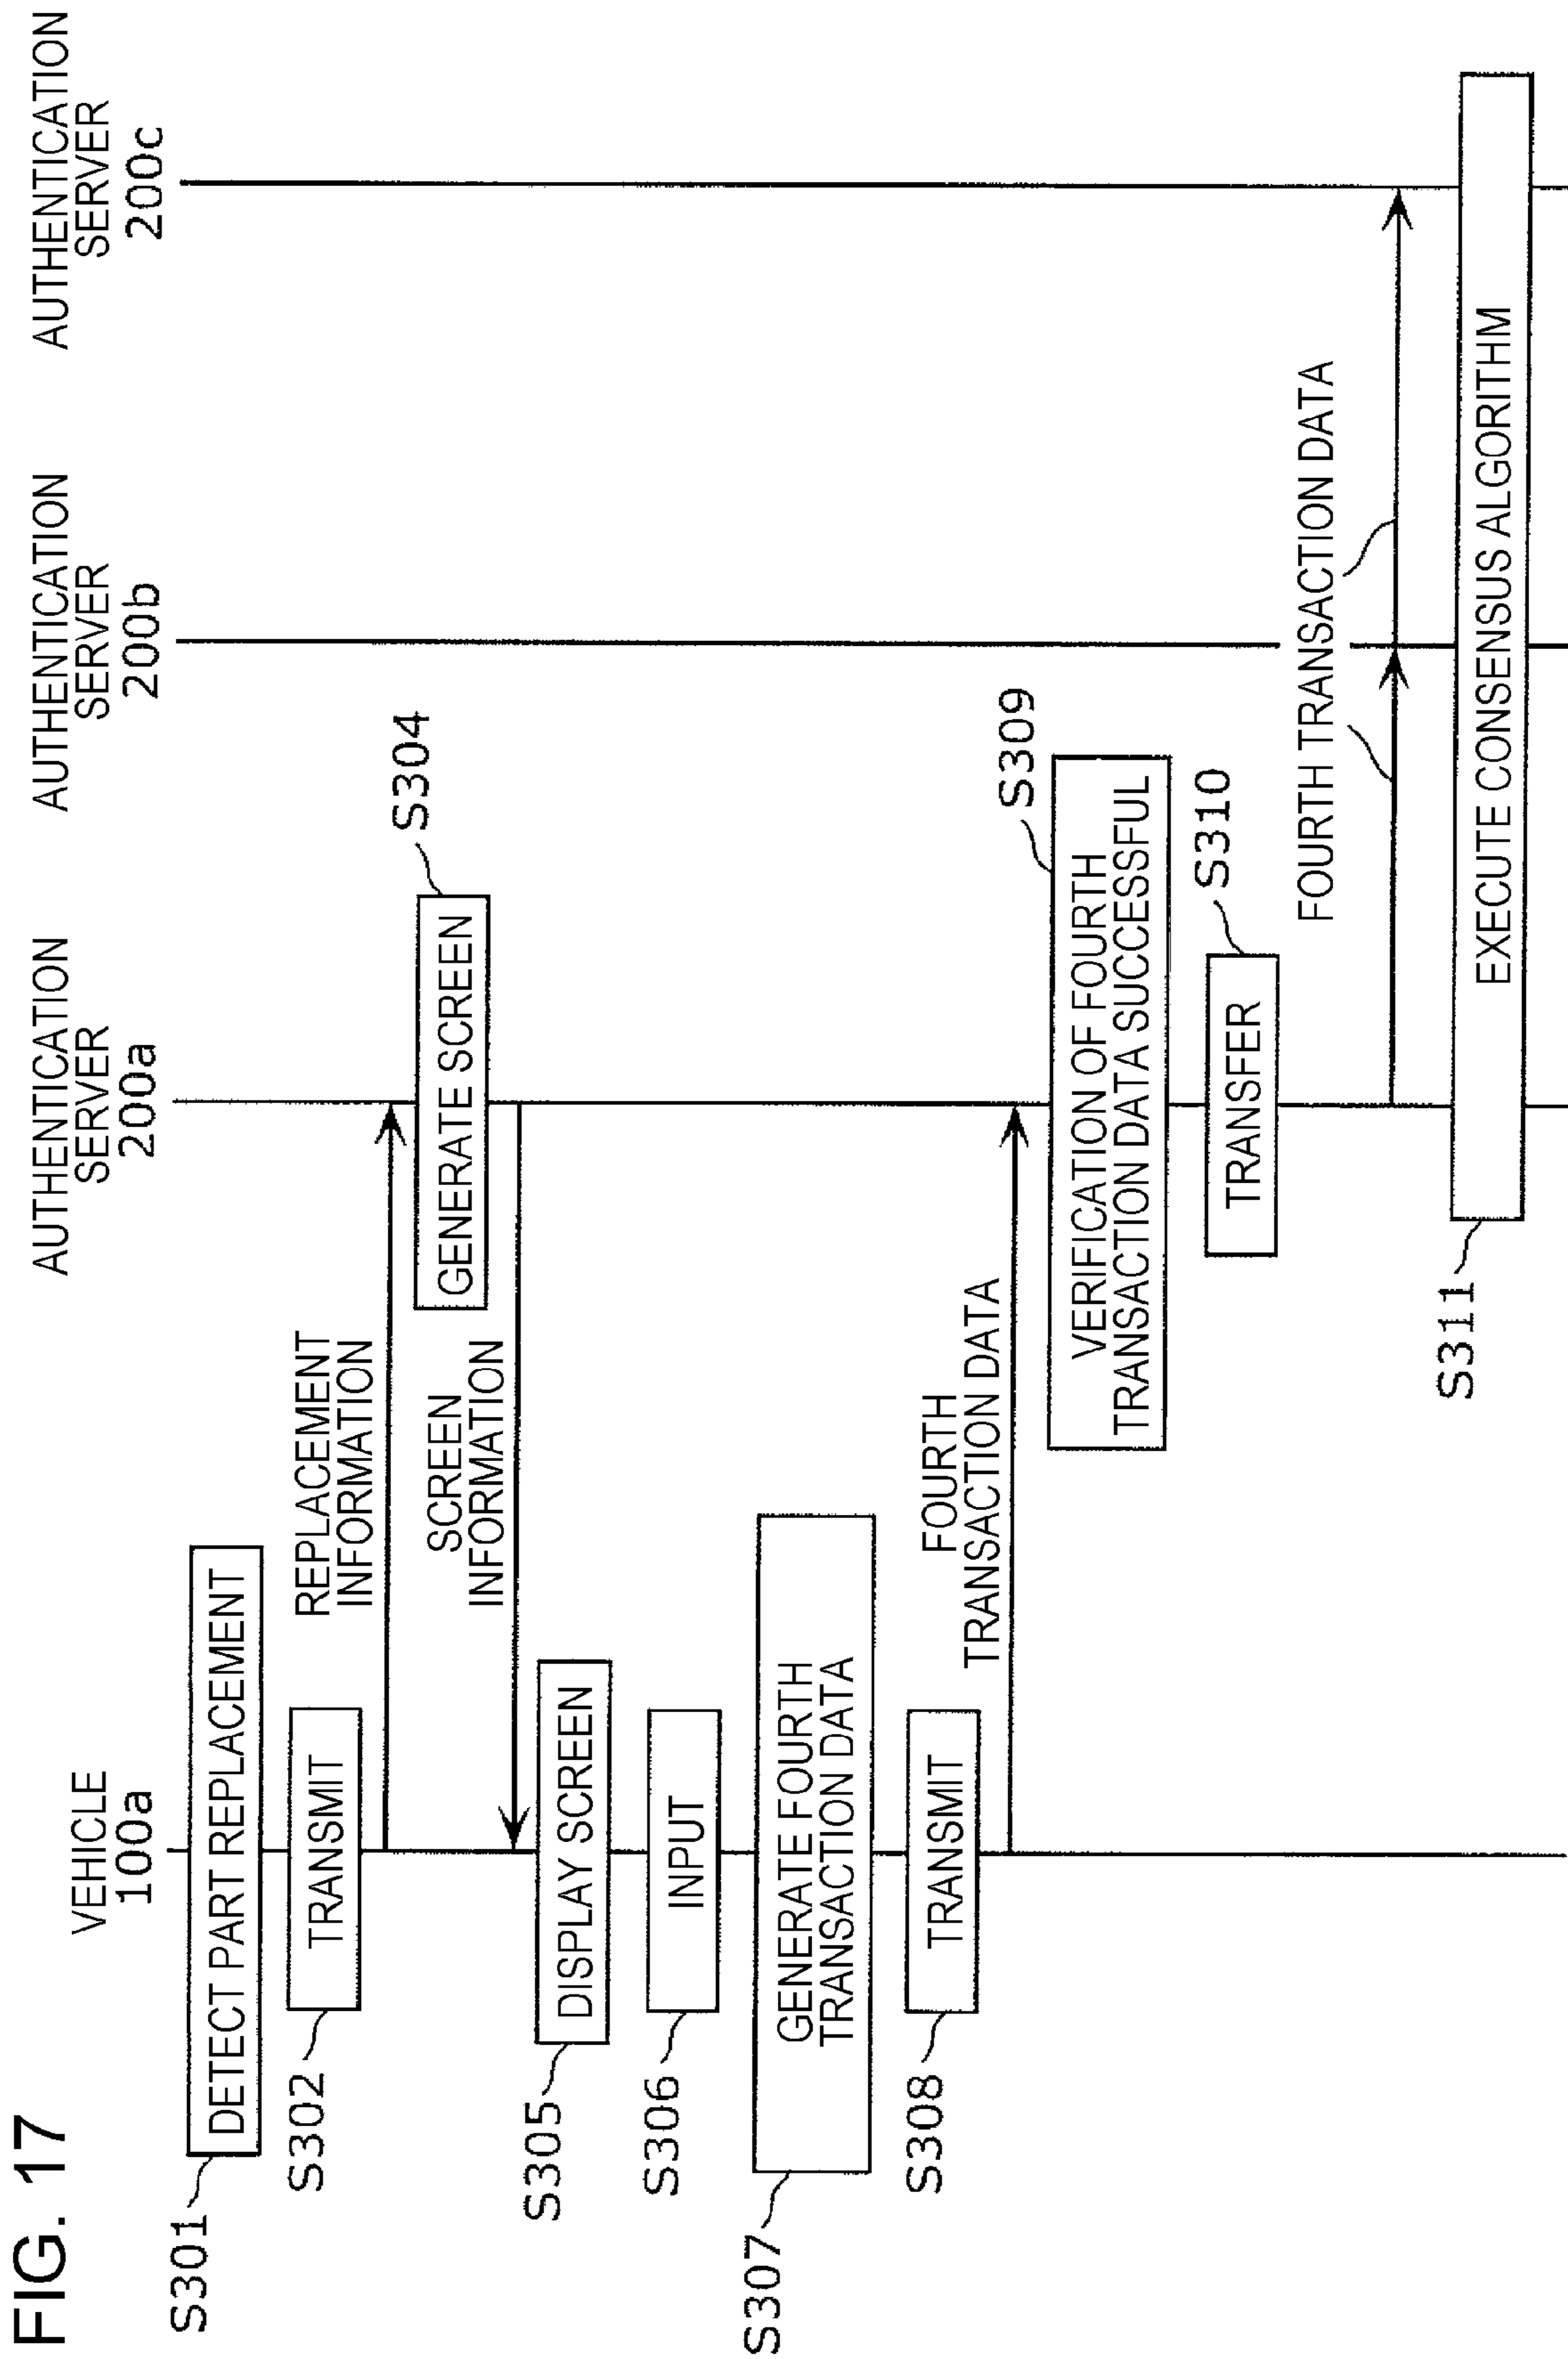 FIG. 17
VEHICLE
100a
AUTHENTICATION
SERVER
200a
AUTHENTICATION
SERVER
200b
AUTHENTICATION
SERVER
200c
S301
DETECT PART REPLACEMENT
S302
TRANSMIT
REPLACEMENT
INFORMATION
GENERATE SCREEN
S304
SCREEN
INFORMATION
S305
DISPLAY SCREEN
S306
INPUT
S307
GENERATE FOURTH
TRANSACTION DATA
S308
TRANSMIT
FOURTH
TRANSACTION DATA
S309
VERIFICATION OF FOURTH
TRANSACTION DATA SUCCESSFUL
S310
TRANSFER
FOURTH TRANSACTION DATA
S311
EXECUTE CONSENSUS ALGORITHM